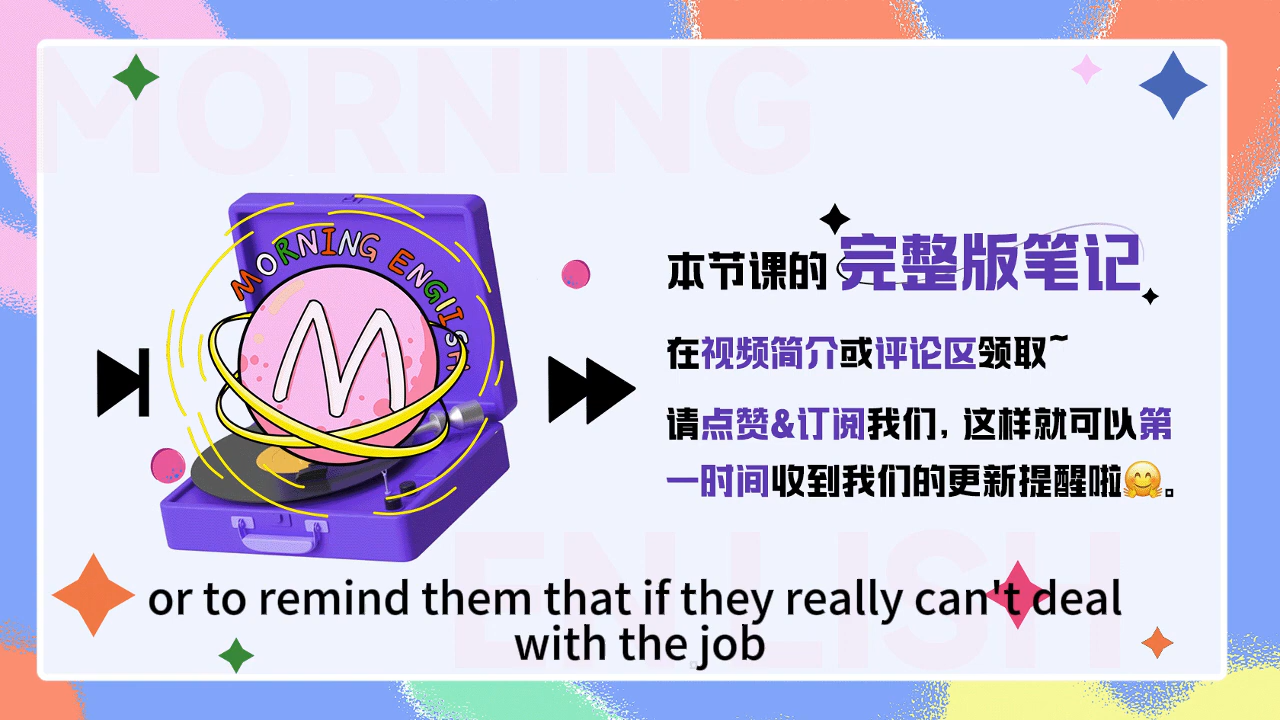 MORNING
MORNING ENGLISH
M
本节课的 完整版笔记
在视频简介或评论区领取~
请点赞&订阅我们，这样就可以第
一时间收到我们的更新提醒啦🤗。
ENGLISH
or to remind them that if they really can't deal
with the job